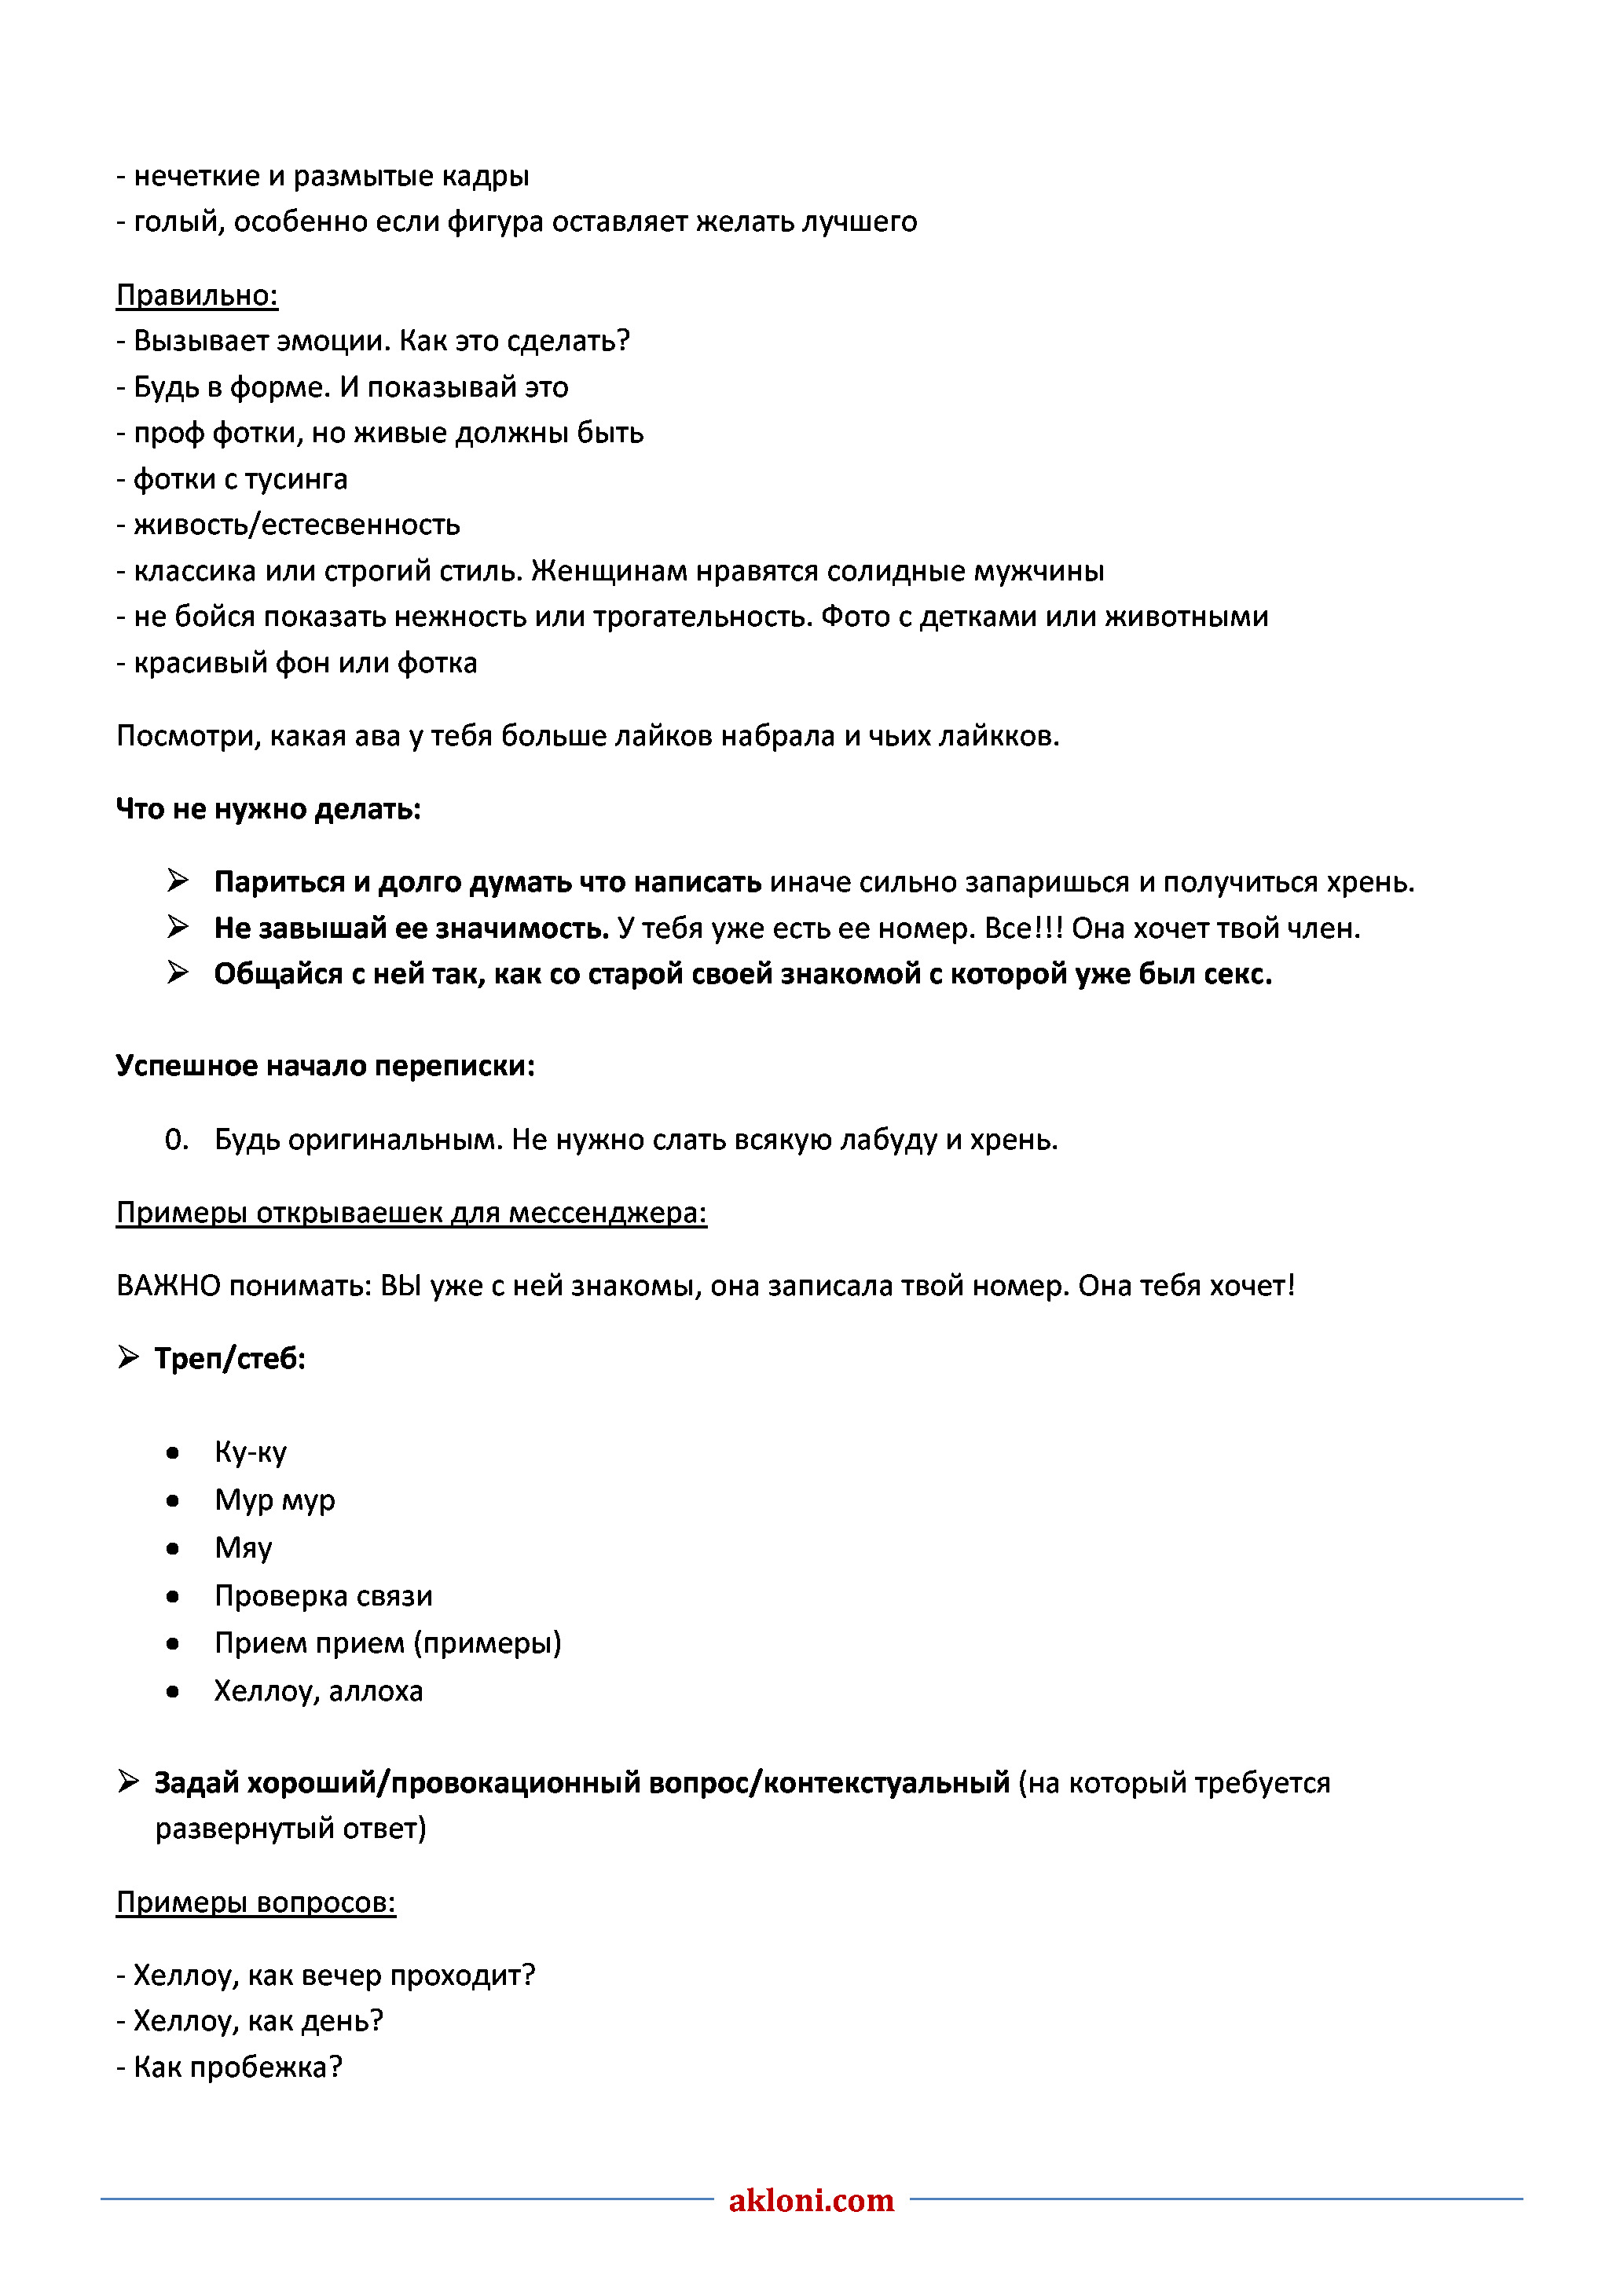 - нечеткие и размытые кадры
- голый, особенно если фигура оставляет желать лучшего
Правильно:
- Вызывает эмоции. Как это сделать?
- Будь в форме. И показывай это
- проф фотки, но живые должны быть
- фотки с тусинга
- живость/естесвенность
- классика или строгий стиль. Женщинам нравятся солидные мужчины
- не бойся показать нежность или трогательность. Фото с детками или животными
- красивый фон или фотка
Посмотри, какая ава у тебя больше лайков набрала и чьих лайкков.
Что не нужно делать:
➢ Париться и долго думать что написать иначе сильно запаришься и получиться хрень.
➢ Не завышай ее значимость. У тебя уже есть ее номер. Все!!! Она хочет твой член.
➢ Общайся с ней так, как со старой своей знакомой с которой уже был секс.
Успешное начало переписки:
0. Будь оригинальным. Не нужно слать всякую лабуду и хрень.
Примеры открываешек для мессенджера:
ВАЖНО понимать: ВЫ уже с ней знакомы, она записала твой номер. Она тебя хочет!
➢ Треп/стеб:
• Ку-ку
• Мур мур
• Мяу
• Проверка связи
• Прием прием (примеры)
• Хеллоу, аллоха
➢ Задай хороший/провокационный вопрос/контекстуальный (на который требуется
развернутый ответ)
Примеры вопросов:
- Хеллоу, как вечер проходит?
- Хеллоу, как день?
- Как пробежка?
akloni.com